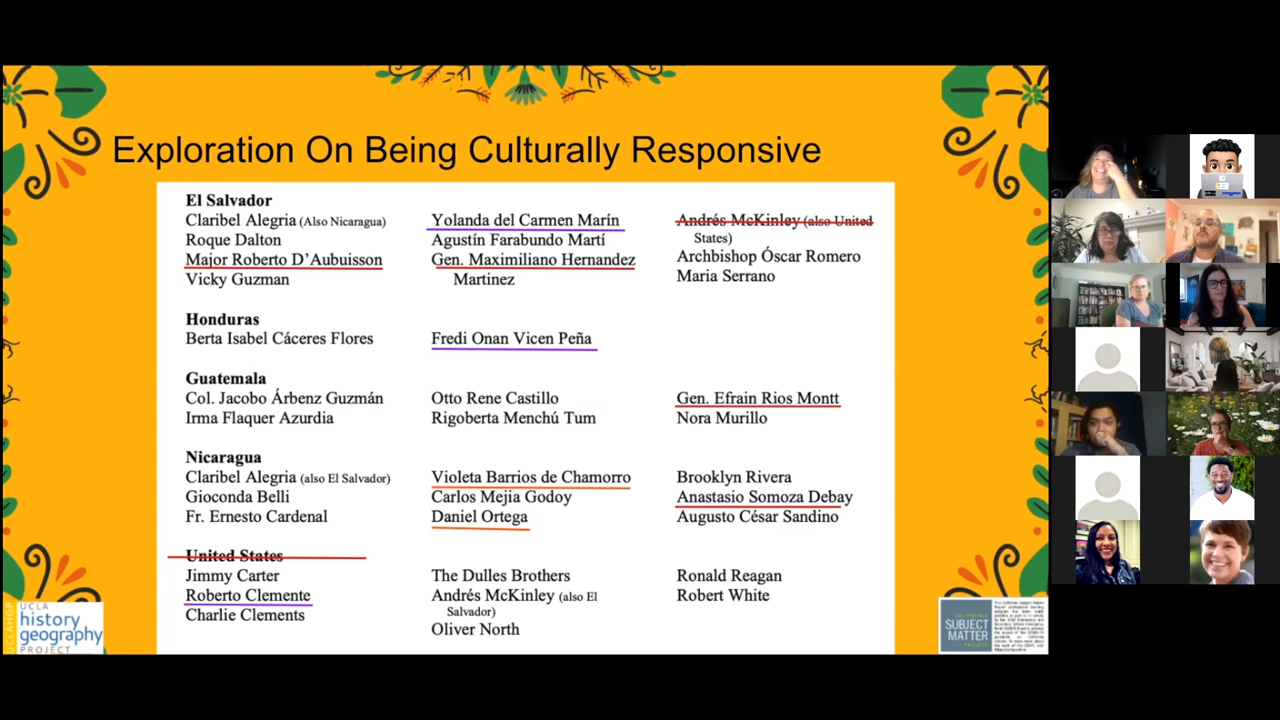 Exploration On Being Culturally Responsive
El Salvador
Claribel Alegria (Also Nicaragua)
Roque Dalton
Major Roberto D’Aubuisson
Vicky Guzman
Yolanda del Carmen Marín
Agustín Farabundo Martí
Gen. Maximiliano Hernandez
Martinez
Andrés McKinley (also United
States)
Archbishop Óscar Romero
Maria Serrano
Honduras
Berta Isabel Cáceres Flores
Fredi Onan Vicen Peña
Guatemala
Col. Jacobo Árbenz Guzmán
Irma Flaquer Azurdia
Otto Rene Castillo
Rigoberta Menchú Tum
Gen. Efrain Rios Montt
Nora Murillo
Nicaragua
Claribel Alegria (also El Salvador)
Gioconda Belli
Fr. Ernesto Cardenal
Violeta Barrios de Chamorro
Carlos Mejia Godoy
Daniel Ortega
Brooklyn Rivera
Anastasio Somoza Debay
Augusto César Sandino
United States
Jimmy Carter
Roberto Clemente
Charlie Clements
The Dulles Brothers
Andrés McKinley (also El
Salvador)
Oliver North
Ronald Reagan
Robert White
UCLAHGP
UCLA
history
geography
PROJECT
CALIFORNIA
SUBJECT
MATTER
PROJECT